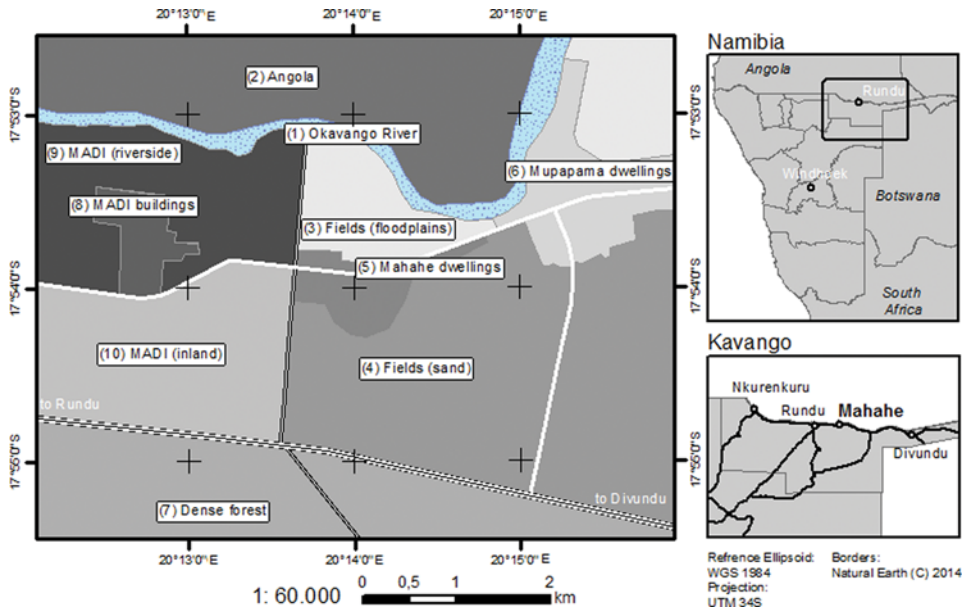 20°13'0"E 20°14'0"E 20°15'0"E
17°53'0"S
17°54'0"S
17°55'0"S
(2) Angola
(1) Okavango River
(9) MADI (riverside)
(6) Mupapama dwellings
(8) MADI buildings
(3) Fields (floodplains)
(5) Mahahe dwellings
(10) MADI (inland)
(4) Fields (sand)
to Rundu
to Divundu
(7) Dense forest
17°53'0"S
17°54'0"S
17°55'0"S
20°13'0"E 20°14'0"E 20°15'0"E
1: 60.000
0 0,5 1 2
km
Namibia
Angola
Rundu
Windhoek
Botswana
South
Africa
Kavango
Nkurenkuru
Rundu Mahahe
Divundu
Refrence Ellipsoid:
WGS 1984
Projection:
UTM 34S
Borders:
Natural Earth (C) 2014